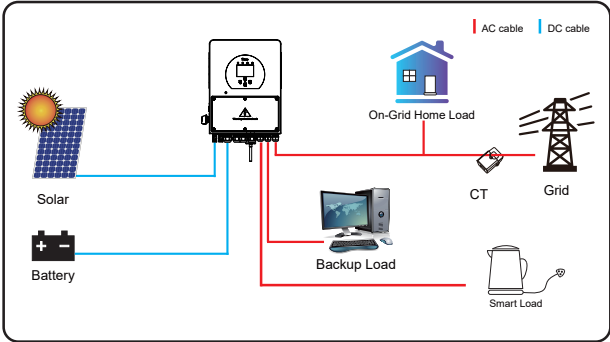 AC cable
DC cable
On-Grid Home Load
Solar
CT
Grid
Battery
Backup Load
Smart Load